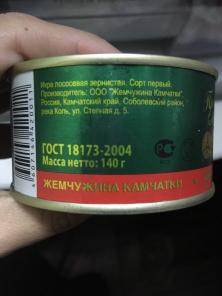 Икра лососевая зернистая. Сорт первый.
Производитель: ООО "Жемчужина Камчатки"
Россия, Камчатский край, Соболевский район,
река Коль, ул. Степная д. 5.
ГОСТ 18173-2004
Масса нетто: 140 г
ЖЕМЧУЖИНА КАМЧАТКИ